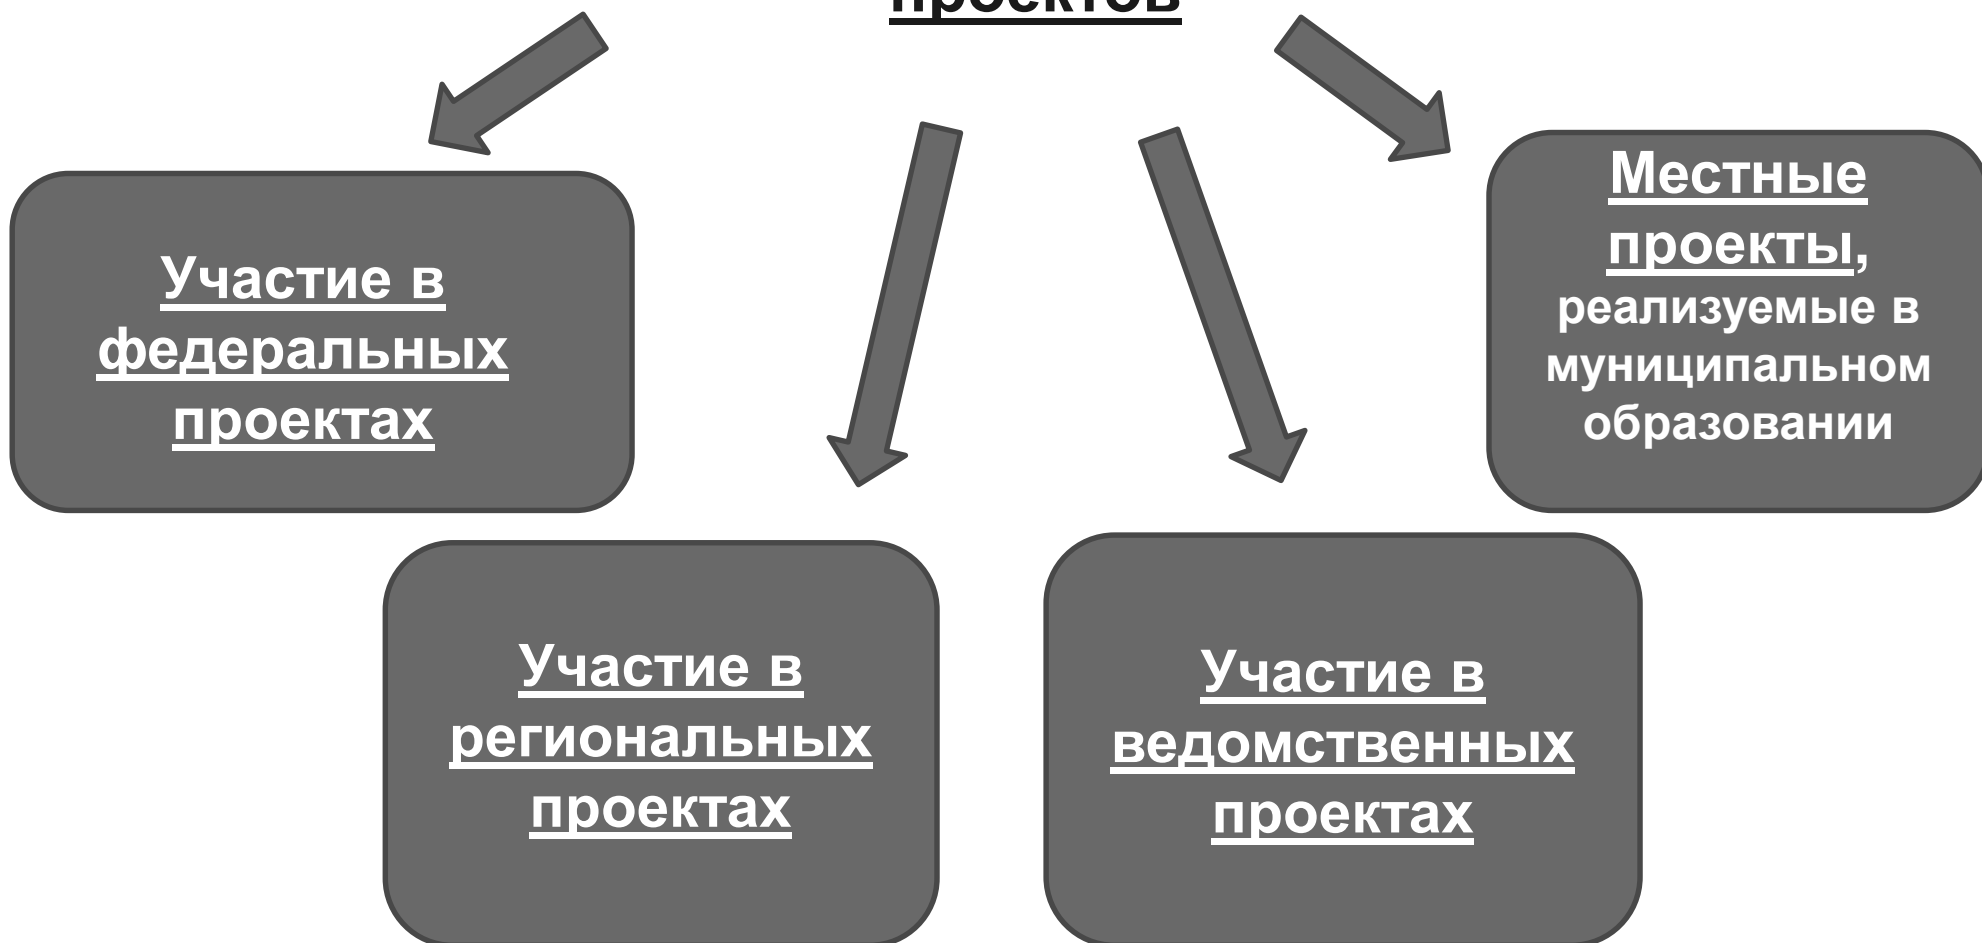 проектов
Участие в
федеральных
проектах
Местные
проекты,
реализуемые в
муниципальном
образовании
Участие в
региональных
проектах
Участие в
ведомственных
проектах